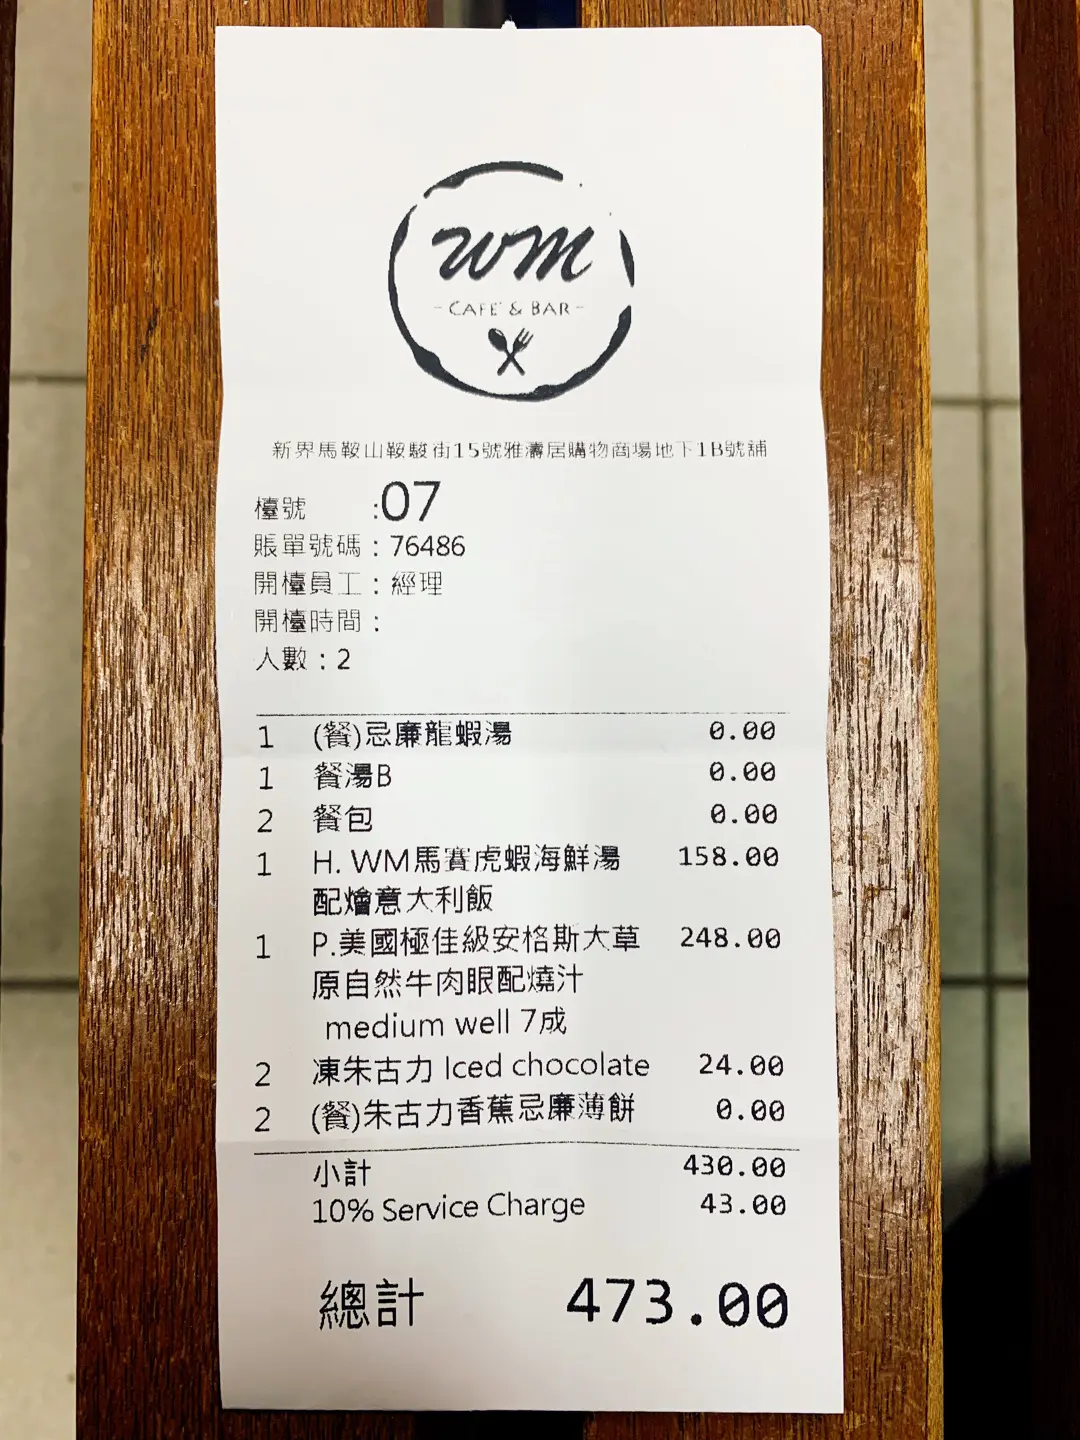 WM
- CAFE' & BAR -
新界馬鞍山鞍駿街15號雅濤居購物商場地下1B號舖
檯號 :07
賬單號碼 : 76486
開檯員工 : 經理
開檯時間 :
人數 : 2
1 (餐)忌廉龍蝦湯 0.00
1 餐湯B 0.00
2 餐包 0.00
1 H. WM馬賽虎蝦海鮮湯 158.00
配燴意大利飯
1 P.美國極佳級安格斯大草 248.00
原自然牛肉眼配燒汁
medium well 7成
2 凍朱古力 Iced chocolate 24.00
2 (餐)朱古力香蕉忌廉薄餅 0.00
小計 430.00
10% Service Charge 43.00
總計 473.00